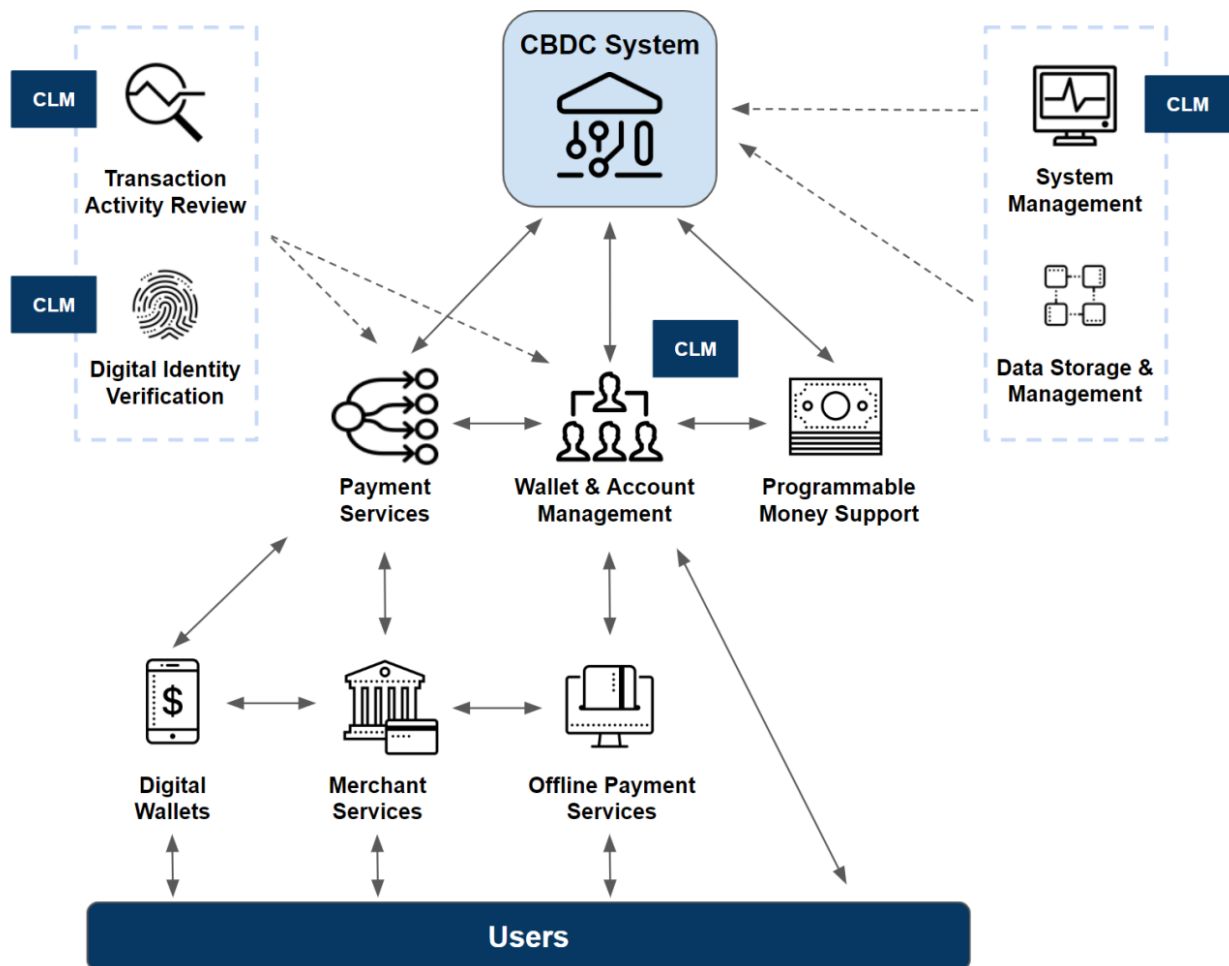 CBDC System
CLM
Transaction
Activity Review
CLM
System
Management
CLM
Digital Identity
Verification
CLM
Data Storage &
Management
Payment
Services
Wallet & Account
Management
Programmable
Money Support
$
Digital
Wallets
Merchant
Services
Offline Payment
Services
Users